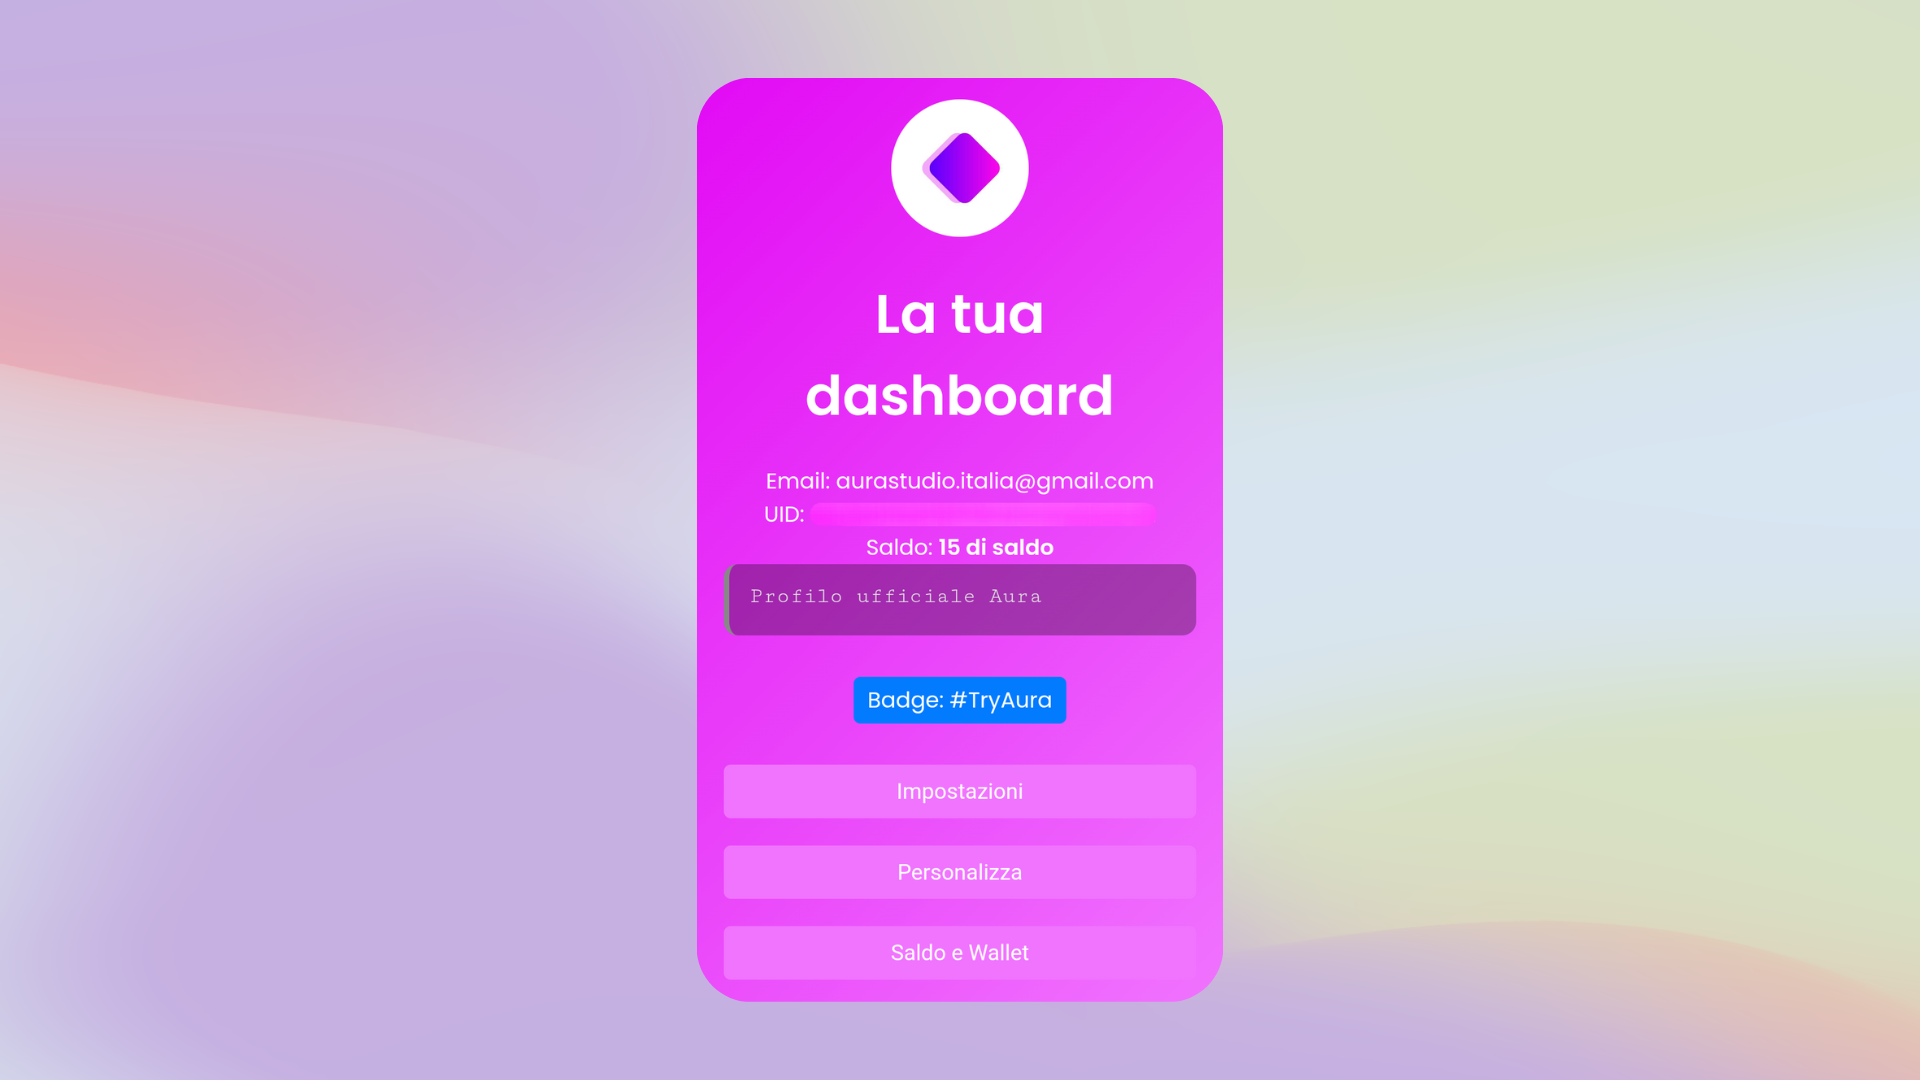 La tua
dashboard
Email: aurastudio.italia@gmail.com
UID:
Saldo: 15 di saldo
Profilo ufficiale Aura
Badge: #TryAura
Impostazioni
Personalizza
Saldo e Wallet